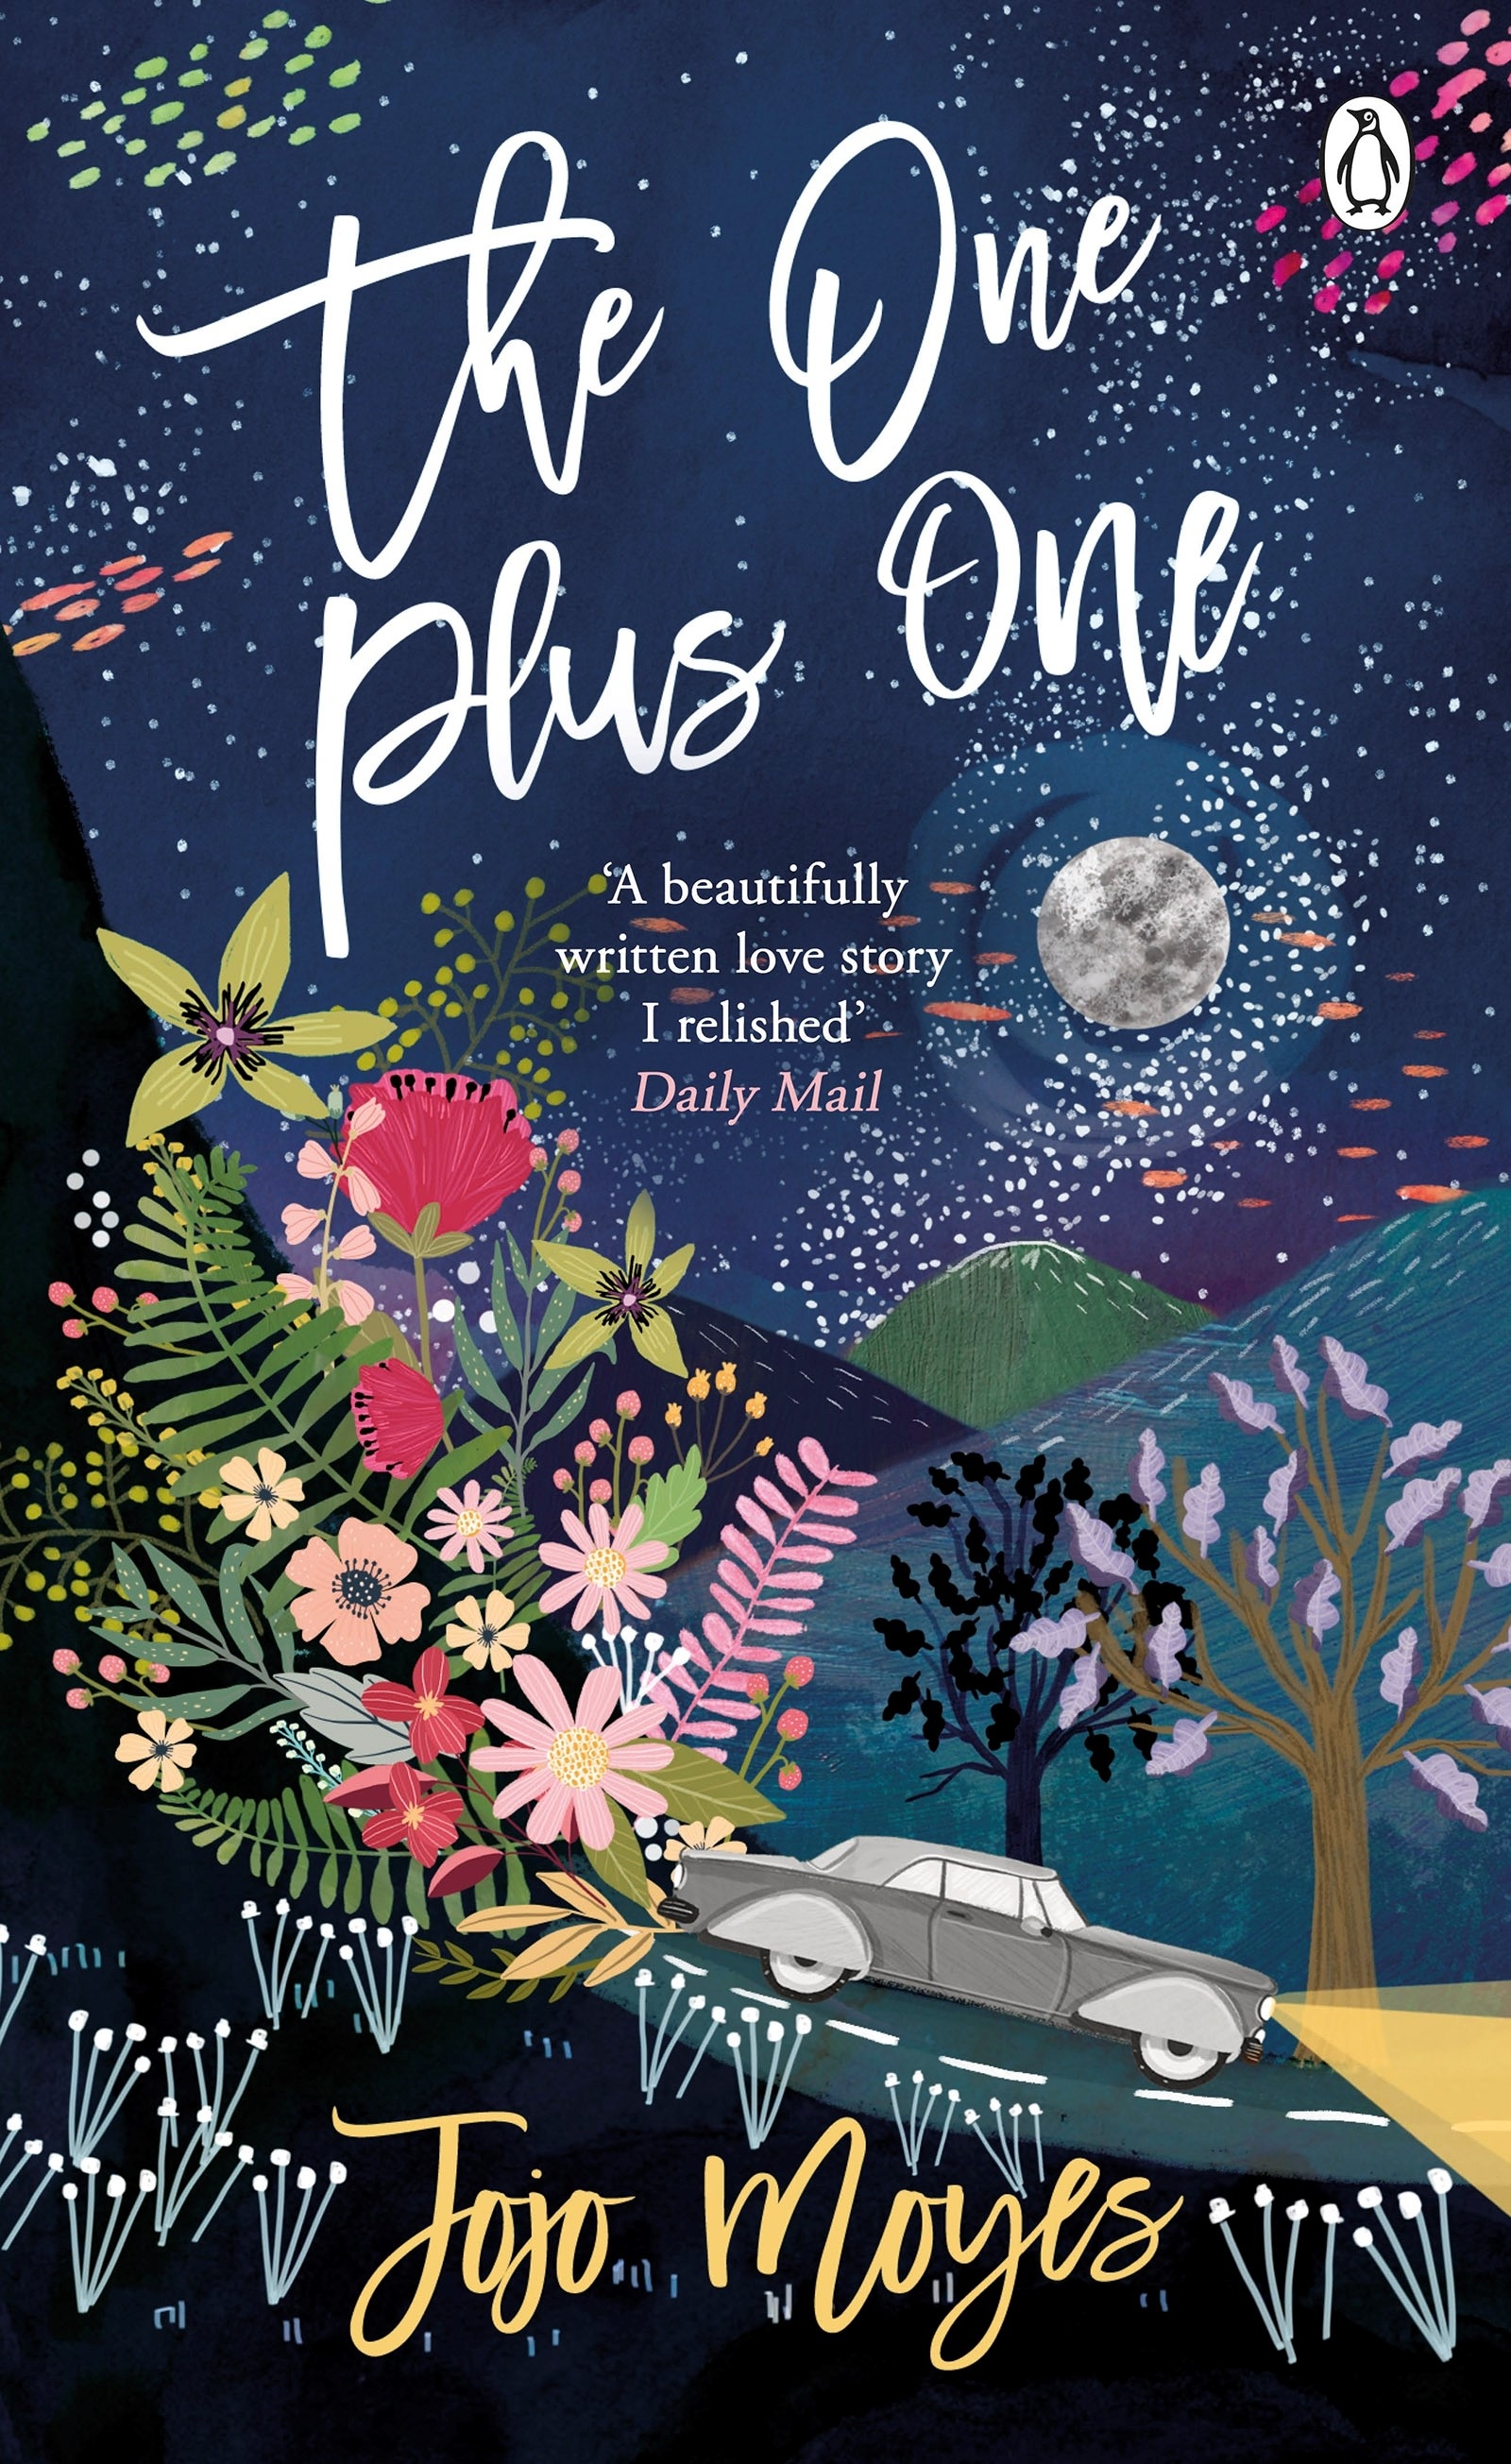 The One
plus One
‘A beautifully
written love story
I relished’
Daily Mail
Jojo Moyes